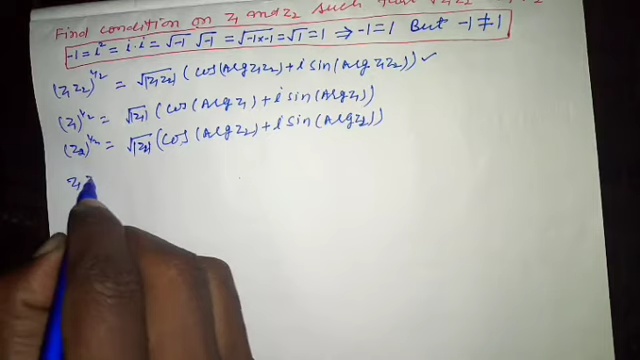 Find condition on z₁ and z₂ such that
-1 = i² = i·i = √-1 √-1 = √-1×-1 = √1 = 1 ⇒ -1=1 But -1≠1
(z₁z₂)^½ = √|z₁z₂| (cos(Arg z₁z₂) + i sin(Arg z₁z₂)) ✓
(z₁)^½ = √|z₁| (cos(Arg z₁) + i sin(Arg z₁))
(z₂)^½ = √|z₂| (cos(Arg z₂) + i sin(Arg z₂))
z₁